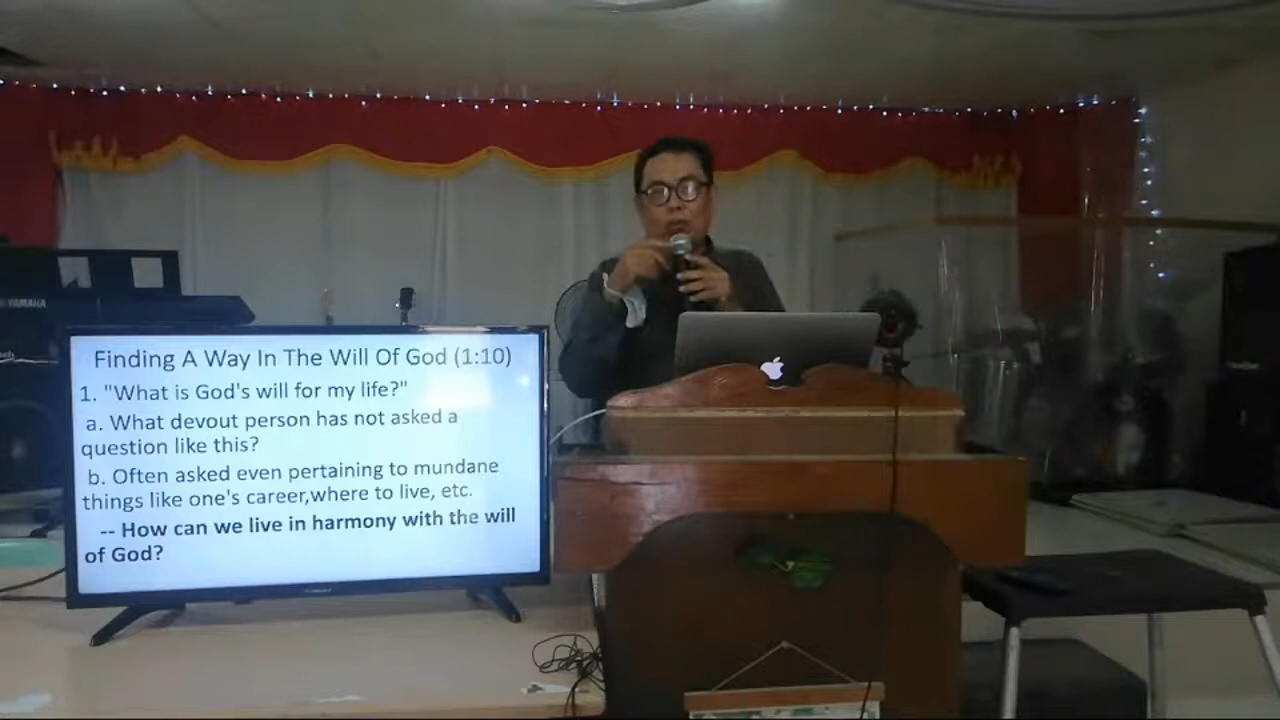 YAMAHA
Finding A Way In The Will Of God (1:10)
1. "What is God's will for my life?"
a. What devout person has not asked a
question like this?
b. Often asked even pertaining to mundane
things like one's career,where to live, etc.
-- How can we live in harmony with the will
of God?